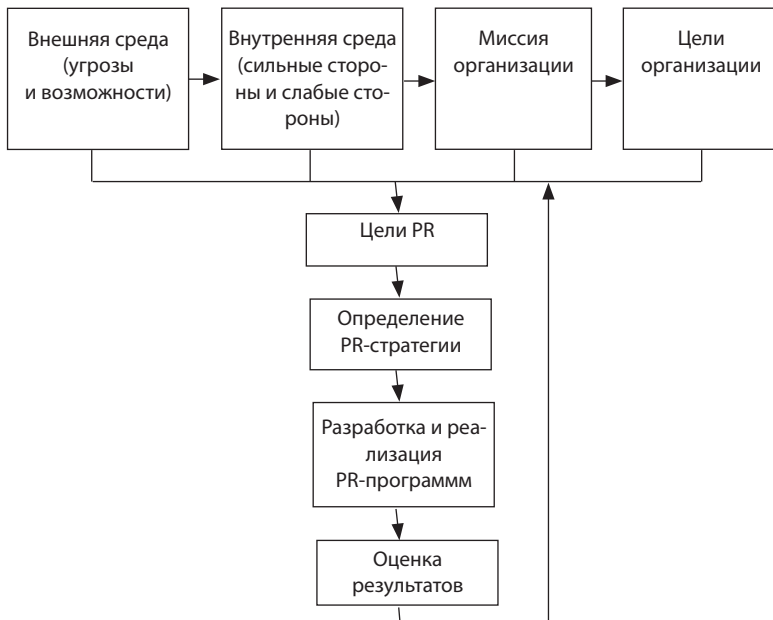 Внешняя среда
(угрозы
и возможности)
Внутренняя среда
(сильные сторо-
ны и слабые сто-
роны)
Миссия
организации
Цели
организации
Цели PR
Определение
PR-стратегии
Разработка и реа-
лизация
PR-программм
Оценка
результатов